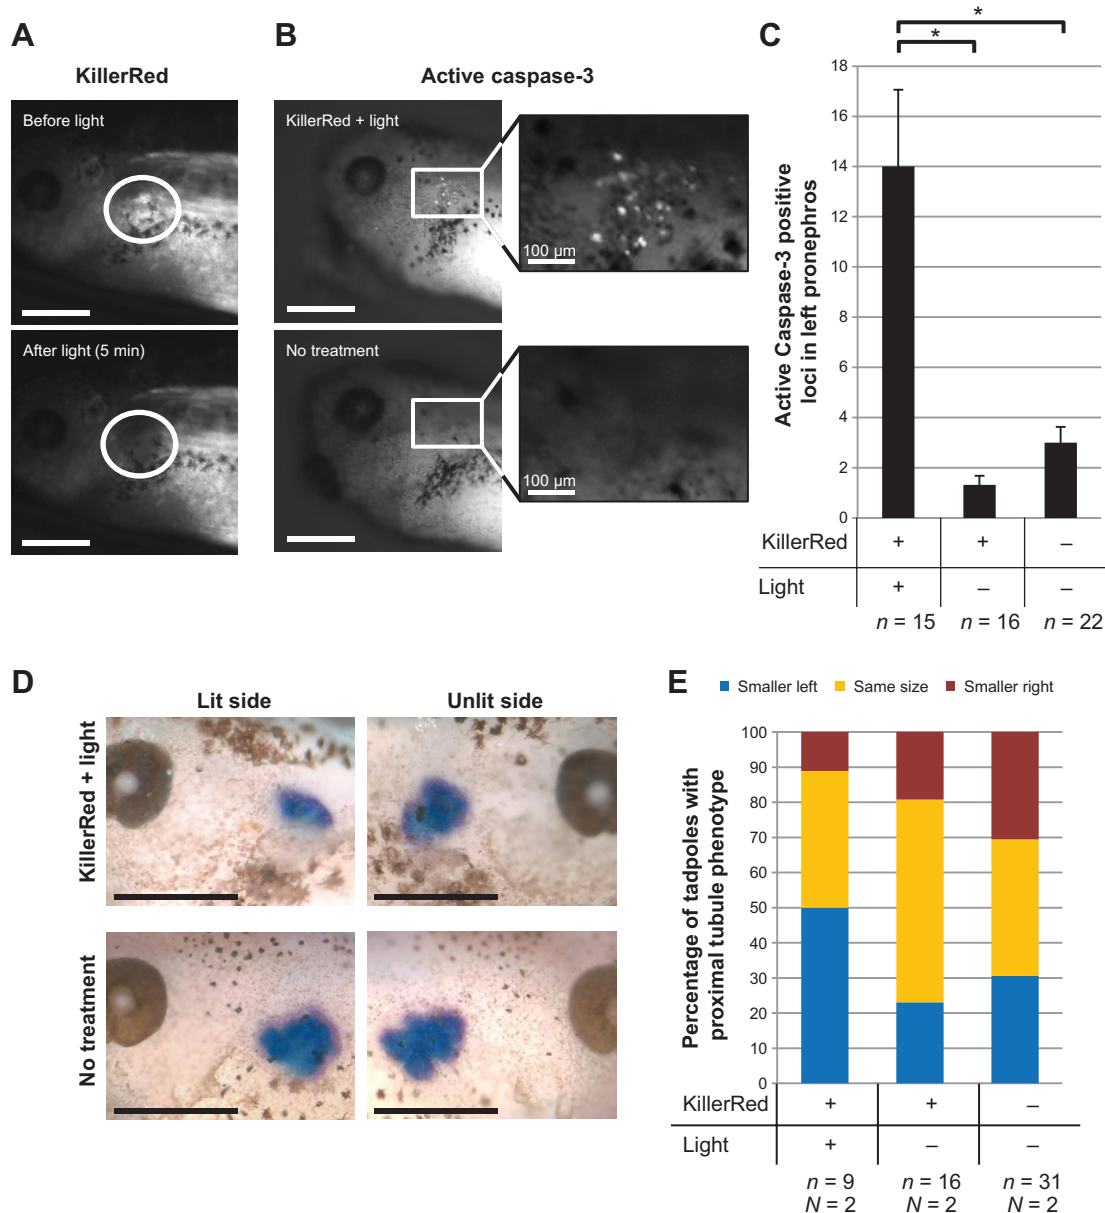 A
KillerRed
Before light
After light (5 min)
B
Active caspase-3
KillerRed + light
100 µm
No treatment
100 µm
C
*
*
Active Caspase-3 positive
loci in left pronephros
18
16
14
12
10
8
6
4
2
0
KillerRed + + –
Light + – –
n = 15 n = 16 n = 22
D
Lit side Unlit side
KillerRed + light
No treatment
E
Smaller left Same size Smaller right
Percentage of tadpoles with
proximal tubule phenotype
100
90
80
70
60
50
40
30
20
10
0
KillerRed + + –
Light + – –
n = 9 n = 16 n = 31
N = 2 N = 2 N = 2